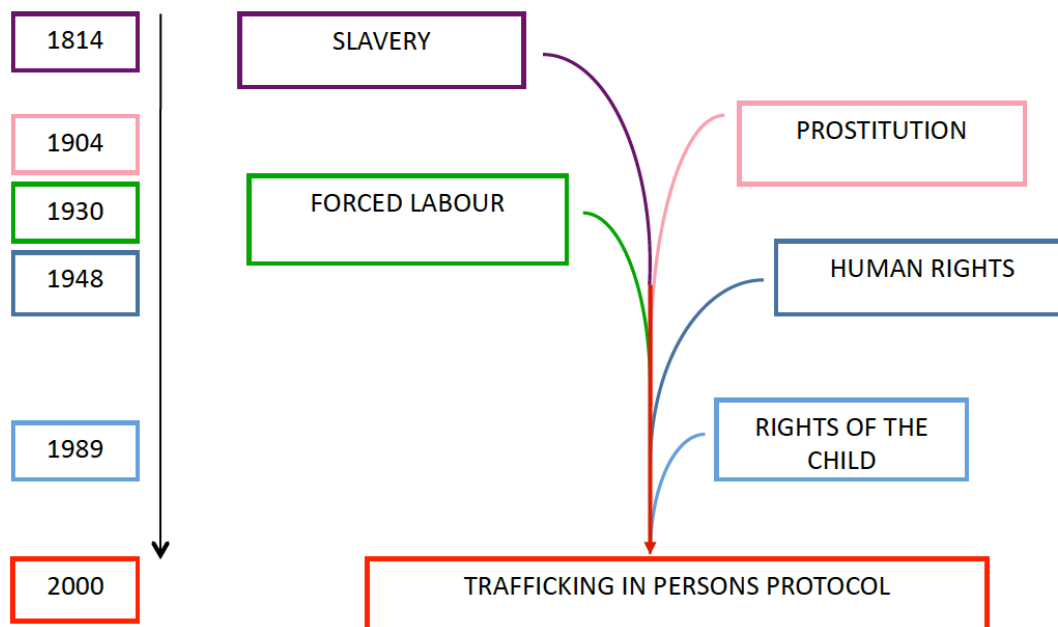 1814
SLAVERY
1904
PROSTITUTION
1930
FORCED LABOUR
1948
HUMAN RIGHTS
1989
RIGHTS OF THE
CHILD
2000
TRAFFICKING IN PERSONS PROTOCOL